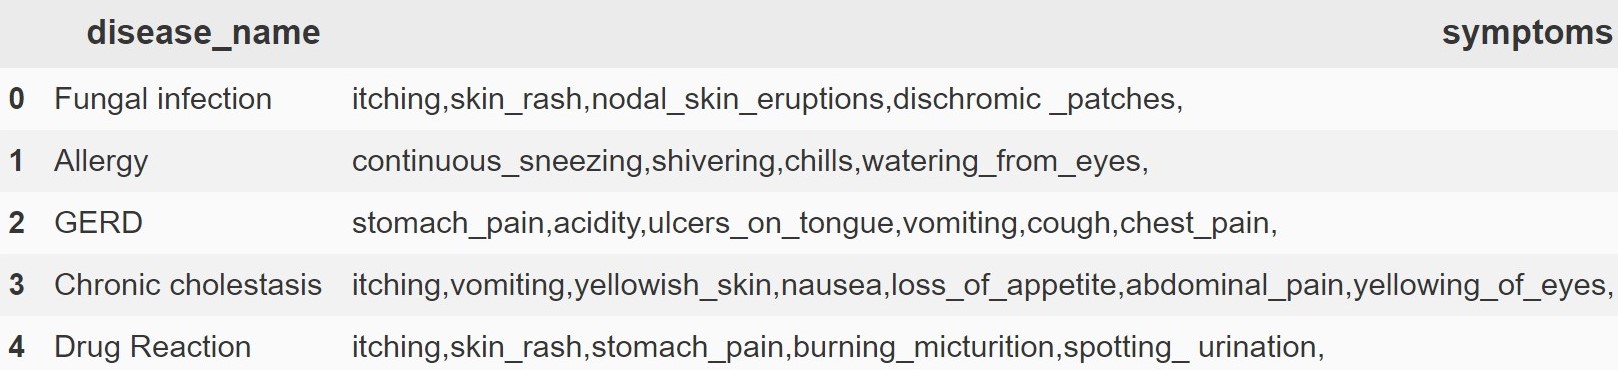 disease_name symptoms
0 Fungal infection itching,skin_rash,nodal_skin_eruptions,dischromic _patches,
1 Allergy continuous_sneezing,shivering,chills,watering_from_eyes,
2 GERD stomach_pain,acidity,ulcers_on_tongue,vomiting,cough,chest_pain,
3 Chronic cholestasis itching,vomiting,yellowish_skin,nausea,loss_of_appetite,abdominal_pain,yellowing_of_eyes,
4 Drug Reaction itching,skin_rash,stomach_pain,burning_micturition,spotting_ urination,